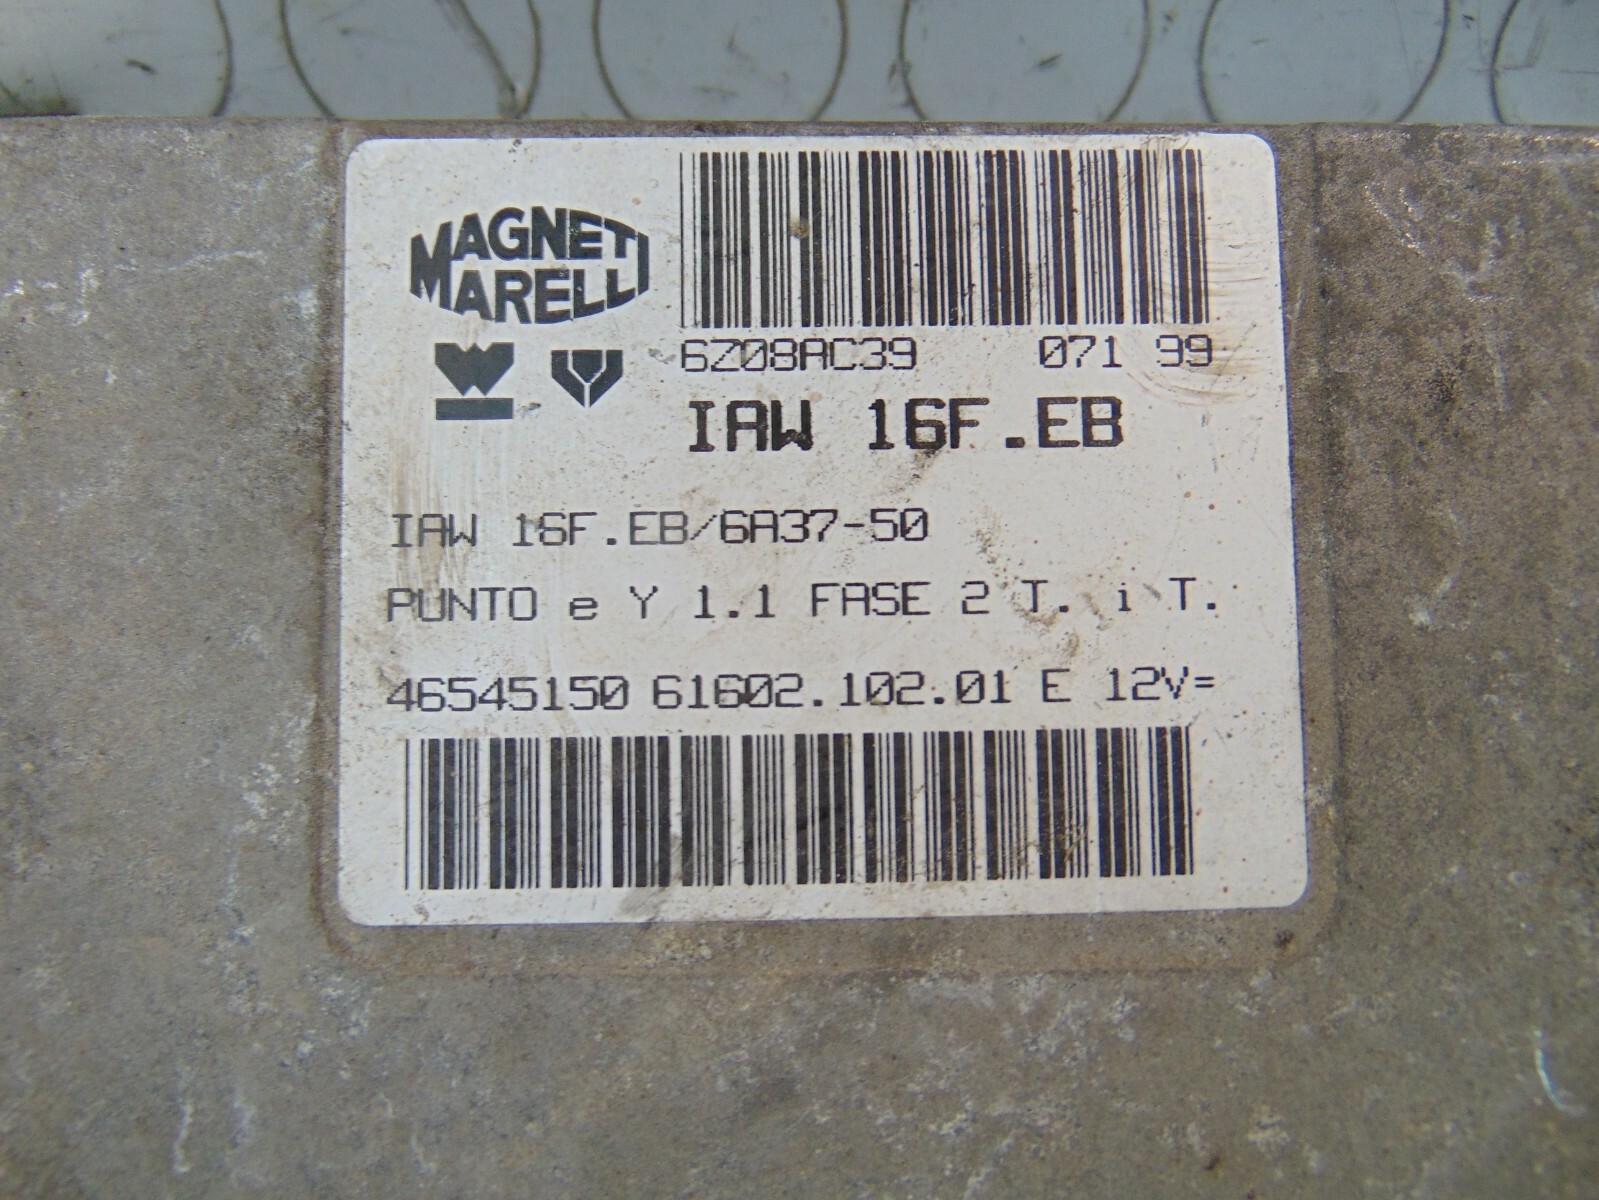 MAGNETI
MARELLI
6Z08AC39 071 99
IAW 16F.EB
IAW 16F.EB/6A37-50
PUNTO e Y 1.1 FASE 2 T. i T.
46545150 61602.102.01 E 12V=